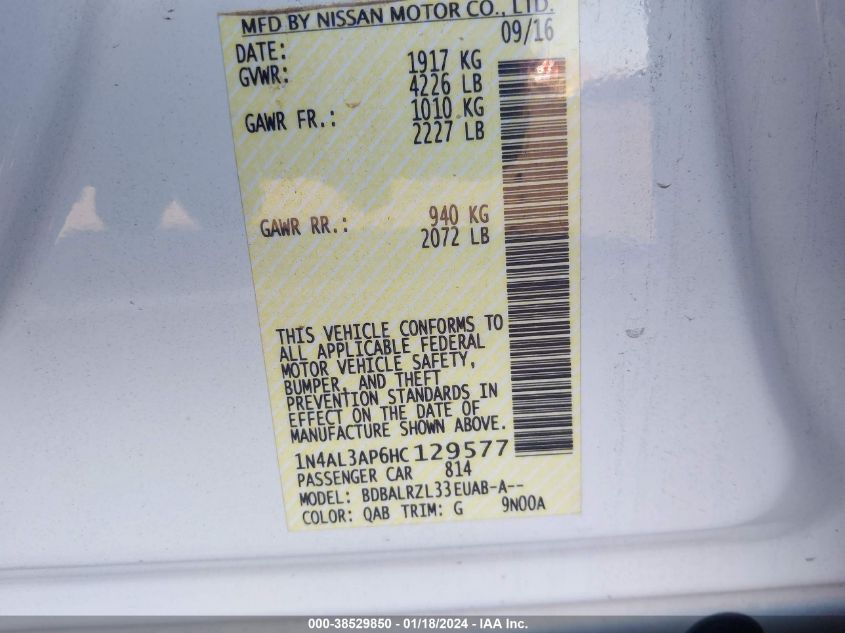 MFD BY NISSAN MOTOR CO., LTD.
DATE: 09/16
GVWR: 1917 KG
4226 LB
GAWR FR.: 1010 KG
2227 LB
GAWR RR.: 940 KG
2072 LB
THIS VEHICLE CONFORMS TO
ALL APPLICABLE FEDERAL
MOTOR VEHICLE SAFETY,
BUMPER, AND THEFT
PREVENTION STANDARDS IN
EFFECT ON THE DATE OF
MANUFACTURE SHOWN ABOVE.
1N4AL3AP6HC129577
PASSENGER CAR 814
MODEL: BDBALRZL33EUAB-A--
COLOR: QAB TRIM: G 9N00A
000-38529850 - 01/18/2024 - IAA Inc.